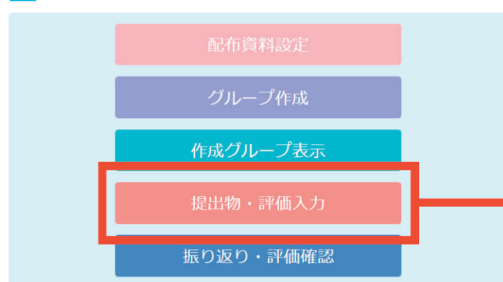 配布資料設定
グループ作成
作成グループ表示
提出物・評価入力
振り返り・評価確認